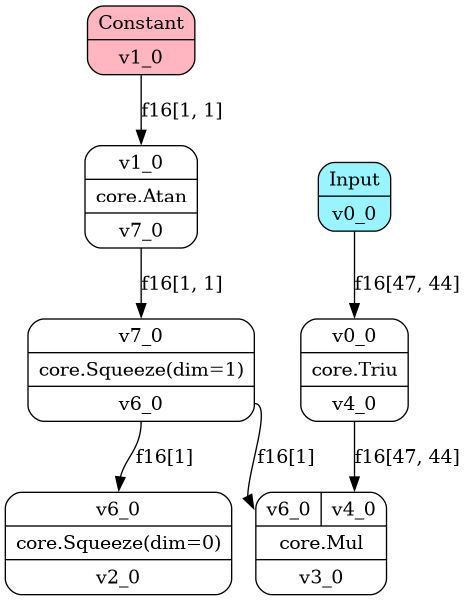 Constant
v1_0
f16[1, 1]
v1_0
core.Atan
v7_0
Input
v0_0
f16[1, 1]
f16[47, 44]
v7_0
core.Squeeze(dim=1)
v6_0
v0_0
core.Triu
v4_0
f16[1]
f16[1]
f16[47, 44]
v6_0
core.Squeeze(dim=0)
v2_0
v6_0 v4_0
core.Mul
v3_0